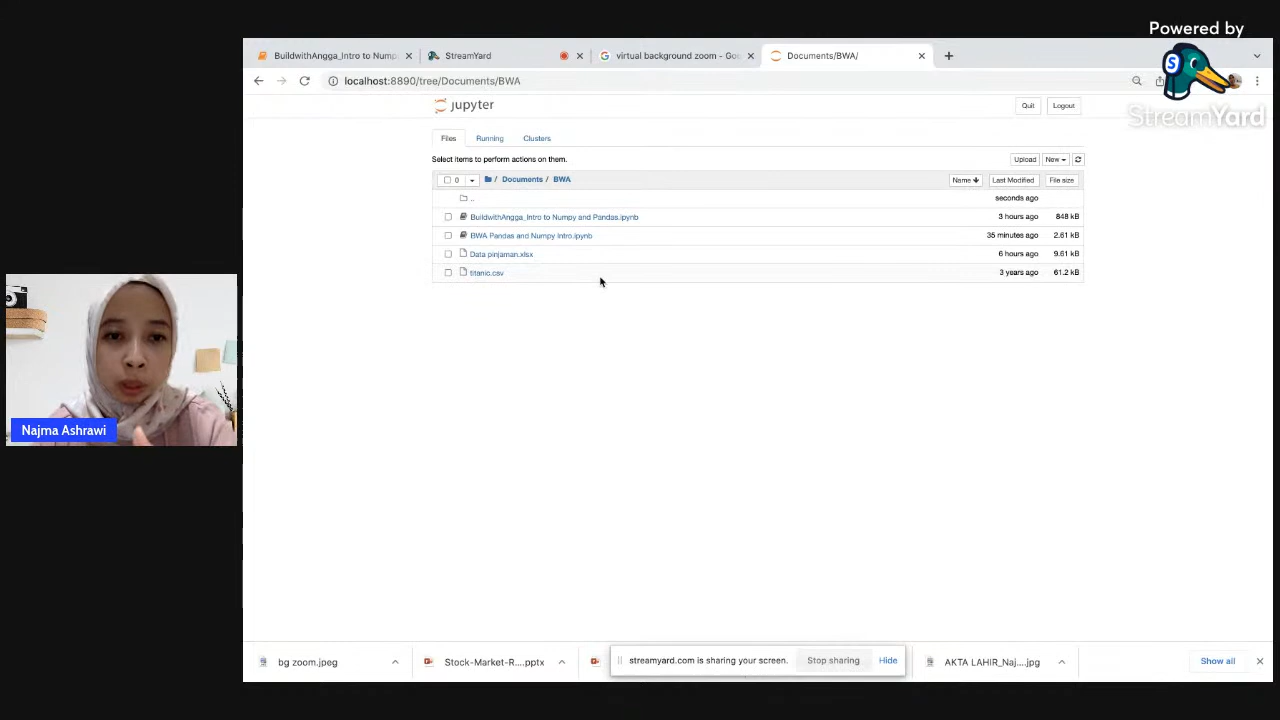 Powered by
StreamYard
BuildwithAngga_Intro to Nump
StreamYard
virtual background zoom - Goo
Documents/BWA/
localhost:8890/tree/Documents/BWA
jupyter
Quit
Logout
Files
Running
Clusters
Select items to perform actions on them.
Upload
New
0
/ Documents / BWA
Name
Last Modified
File size
..
seconds ago
BuildwithAngga_Intro to Numpy and Pandas.ipynb
3 hours ago
848 kB
BWA Pandas and Numpy Intro.ipynb
35 minutes ago
2.61 kB
Data pinjaman.xlsx
6 hours ago
9.61 kB
titanic.csv
3 years ago
61.2 kB
Najma Ashrawi
bg zoom.jpeg
Stock-Market-R....pptx
streamyard.com is sharing your screen.
Stop sharing
Hide
AKTA LAHIR_Naj....jpg
Show all